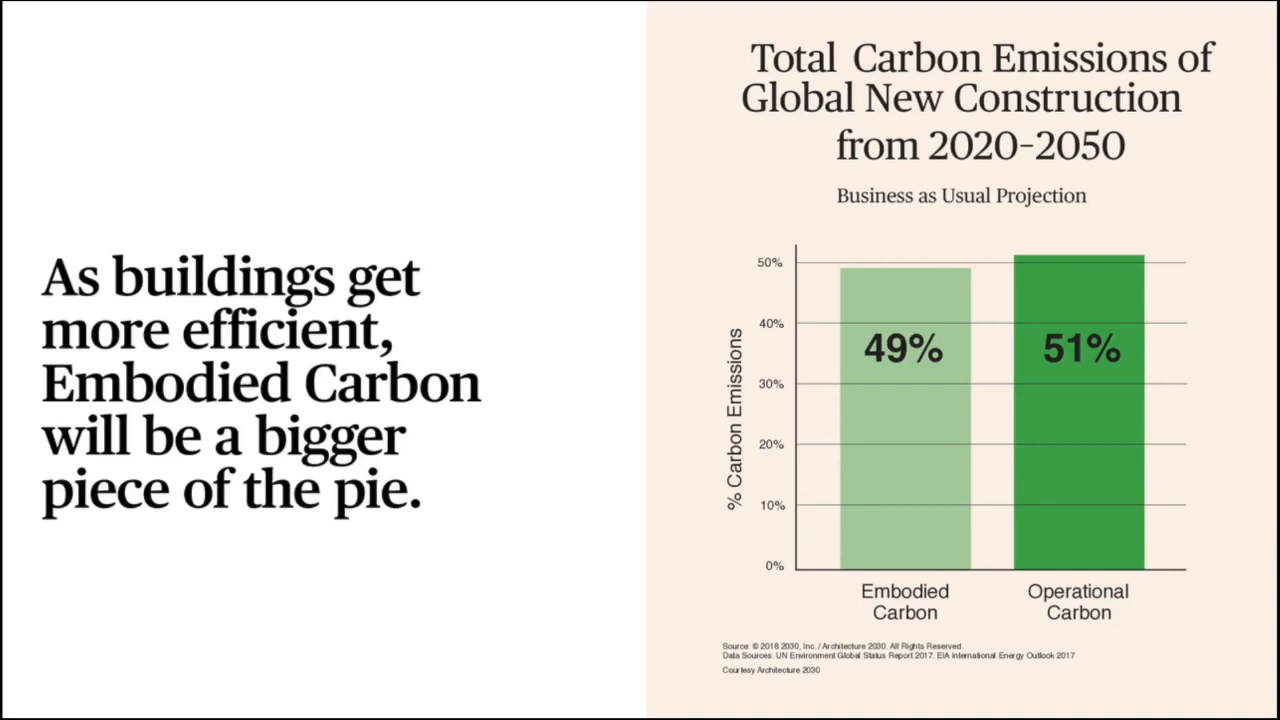 As buildings get
more efficient,
Embodied Carbon
will be a bigger
piece of the pie.
Total Carbon Emissions of
Global New Construction
from 2020-2050
Business as Usual Projection
% Carbon Emissions
50%
40%
30%
20%
10%
0%
49%
51%
Embodied
Carbon
Operational
Carbon
Source: © 2018 2030, Inc. / Architecture 2030. All Rights Reserved.
Data Sources: UN Environment Global Status Report 2017. EIA International Energy Outlook 2017
Courtesy Architecture 2030